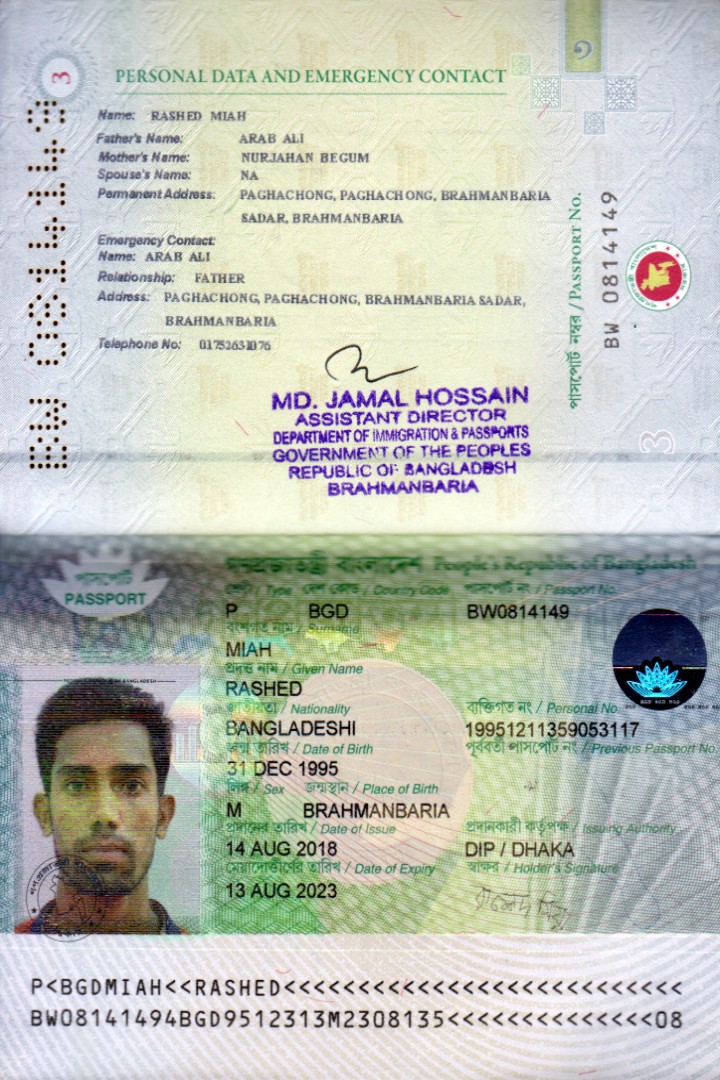 3
১
PERSONAL DATA AND EMERGENCY CONTACT
Name: RASHED MIAH
Father's Name: ARAB ALI
Mother's Name: NURJAHAN BEGUM
Spouse's Name: NA
Permanent Address: PAGHACHONG, PAGHACHONG, BRAHMANBARIA
SADAR, BRAHMANBARIA
Emergency Contact:
Name: ARAB ALI
Relationship: FATHER
Address: PAGHACHONG, PAGHACHONG, BRAHMANBARIA SADAR,
BRAHMANBARIA
Telephone No: 01752631076
MD. JAMAL HOSSAIN
ASSISTANT DIRECTOR
DEPARTMENT OF IMMIGRATION & PASSPORTS
GOVERNMENT OF THE PEOPLES
REPUBLIC OF BANGLADESH
BRAHMANBARIA
BW 0814149
পাসপোর্ট নম্বর / PASSPORT No.
BW 0814149
3
গণপ্রজাতন্ত্রী বাংলাদেশ People's Republic of Bangladesh
পাসপোর্ট
PASSPORT
শ্রেণী / Type দেশ কোড / Country Code পাসপোর্ট নং / Passport No.
P BGD BW0814149
বংশগত নাম / Surname
MIAH
প্রদত্ত নাম / Given Name
RASHED
জাতীয়তা / Nationality ব্যক্তিগত নং / Personal No.
BANGLADESHI 19951211359053117
জন্ম তারিখ / Date of Birth পূর্ববর্তী পাসপোর্ট নং / Previous Passport No.
31 DEC 1995
লিঙ্গ / Sex জন্মস্থান / Place of Birth
M BRAHMANBARIA
প্রদানের তারিখ / Date of Issue প্রদানকারী কর্তৃপক্ষ / Issuing Authority
14 AUG 2018 DIP / DHAKA
মেয়াদোত্তীর্ণের তারিখ / Date of Expiry স্বাক্ষর / Holder's Signature
13 AUG 2023 রাশেদ মিয়া
BGD BGD BGD
P<BGDMIAH<<RASHED<<<<<<<<<<<<<<<<<<<<<<<<<<<
BW08141494BGD9512313M2308135<<<<<<<<<<<<<<08